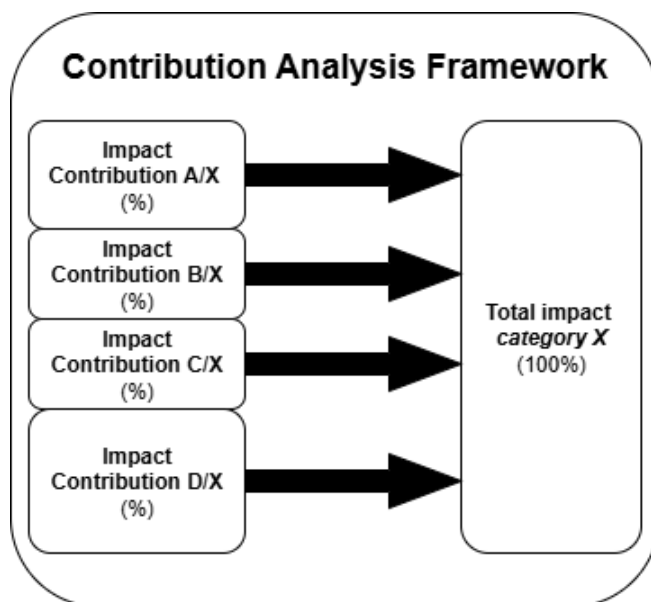 Contribution Analysis Framework
Impact
Contribution A/X
(%)
Impact
Contribution B/X
(%)
Impact
Contribution C/X
(%)
Impact
Contribution D/X
(%)
Total impact
category X
(100%)